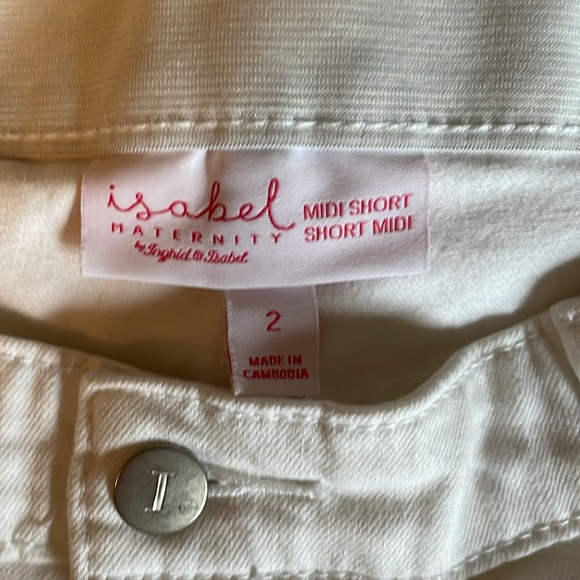 isabel
MATERNITY
by Ingrid & Isabel.
MIDI SHORT
SHORT MIDI
2
MADE IN
CAMBODIA
I